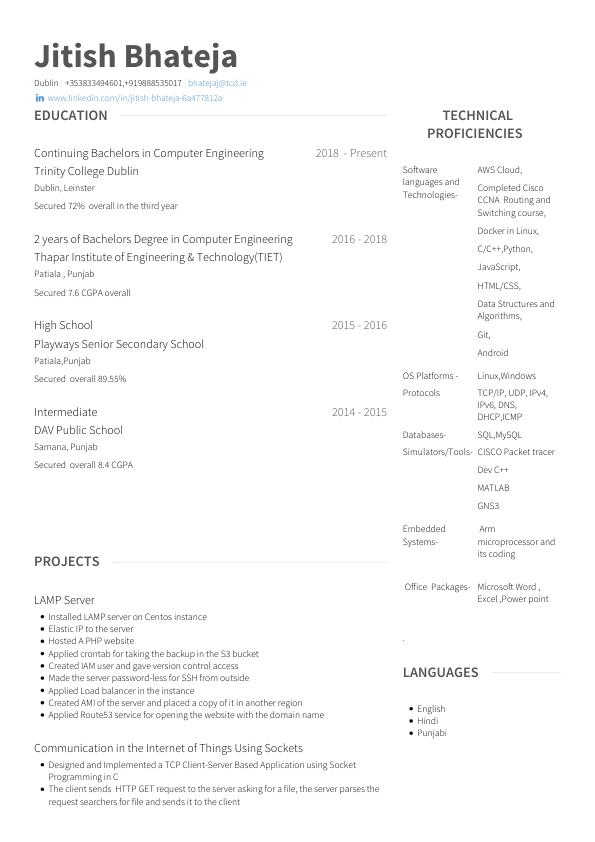 Jitish Bhateja
Dublin | +353833494601,+919888535017 | bhatejaj@tcd.ie
in www.linkedin.com/in/jitish-bhateja-6a477812a
EDUCATION
Continuing Bachelors in Computer Engineering 2018 - Present
Trinity College Dublin
Dublin, Leinster
Secured 72% overall in the third year
2 years of Bachelors Degree in Computer Engineering 2016 - 2018
Thapar Institute of Engineering & Technology(TIET)
Patiala , Punjab
Secured 7.6 CGPA overall
High School 2015 - 2016
Playways Senior Secondary School
Patiala,Punjab
Secured overall 89.55%
Intermediate 2014 - 2015
DAV Public School
Samana, Punjab
Secured overall 8.4 CGPA
PROJECTS
LAMP Server
• Installed LAMP server on Centos instance
• Elastic IP to the server
• Hosted A PHP website
• Applied crontab for taking the backup in the S3 bucket
• Created IAM user and gave version control access
• Made the server password-less for SSH from outside
• Applied Load balancer in the instance
• Created AMI of the server and placed a copy of it in another region
• Applied Route53 service for opening the website with the domain name
Communication in the Internet of Things Using Sockets
• Designed and Implemented a TCP Client-Server Based Application using Socket
Programming in C
• The client sends HTTP GET request to the server asking for a file, the server parses the
request searchers for file and sends it to the client
TECHNICAL
PROFICIENCIES
Software
languages and
Technologies-
AWS Cloud,
Completed Cisco
CCNA Routing and
Switching course,
Docker in Linux,
C/C++,Python,
JavaScript,
HTML/CSS,
Data Structures and
Algorithms,
Git,
Android
OS Platforms - Linux,Windows
Protocols TCP/IP, UDP, IPv4,
IPv6, DNS,
DHCP,ICMP
Databases- SQL,MySQL
Simulators/Tools- CISCO Packet tracer
Dev C++
MATLAB
GNS3
Embedded
Systems-
Arm
microprocessor and
its coding
Office Packages- Microsoft Word ,
Excel ,Power point
.
LANGUAGES
• English
• Hindi
• Punjabi